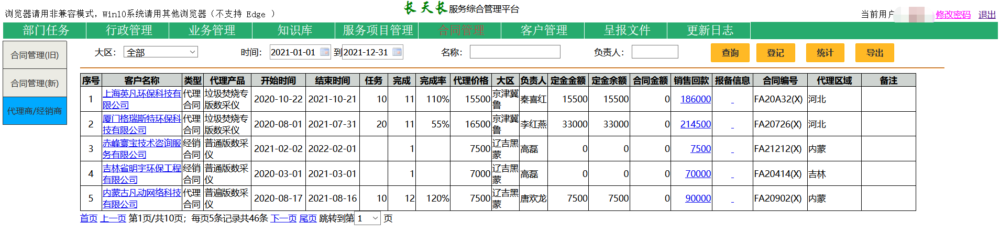 浏览器请用非兼容模式，Win10系统请用其他浏览器（不支持 Edge ）
长天长服务综合管理平台
当前用户 修改密码 退出
部门任务 行政管理 业务管理 知识库 服务项目管理 合同管理 客户管理 呈报文件 更新日志
合同管理(旧)
合同管理(新)
代理商/经销商
大区： 全部 时间： 2021-01-01 到 2021-12-31 名称： 负责人： 查询 登记 统计 导出
序号 客户名称 类型 代理产品 开始时间 结束时间 任务 完成 完成率 代理价格 大区 负责人 定金金额 定金余额 合同金额 销售回款 报备信息 合同编号 代理区域 备注
1 上海英凡环保科技有限公司 代理合同 垃圾焚烧专版数采仪 2020-10-22 2021-10-21 10 11 110% 15500 京津冀鲁 秦喜红 15500 15500 0 186000 _ FA20A32(X) 河北
2 厦门格瑞斯特环保科技有限公司 代理合同 垃圾焚烧专版数采仪 2020-08-01 2021-07-31 20 11 55% 16500 京津冀鲁 李红燕 33000 33000 0 214500 _ FA20726(X) 河北
3 赤峰寰宝技术咨询服务有限公司 经销合同 普通版数采仪 2021-02-02 2022-02-01 1 7500 辽吉黑蒙 高磊 0 0 0 7500 _ FA21212(X) 内蒙
4 吉林省明宇环保工程有限公司 经销合同 普通版数采仪 2020-03-01 2021-03-01 1 7000 辽吉黑蒙 高磊 0 0 0 70000 _ FA20414(X) 吉林
5 内蒙古凡动网络科技有限公司 代理合同 普遍版数采仪 2020-08-17 2021-08-16 10 12 120% 7500 辽吉黑蒙 唐欢龙 7500 7500 0 90000 _ FA20902(X) 内蒙
首页 上一页 第1页/共10页；每页5条记录共46条 下一页 尾页 跳转到第 1 页